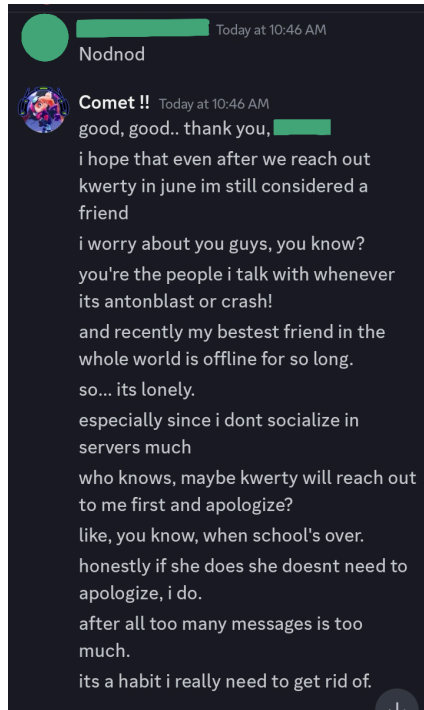 Today at 10:46 AM
Nodnod
Comet !! Today at 10:46 AM
good, good.. thank you,
i hope that even after we reach out
kwerty in june im still considered a
friend
i worry about you guys, you know?
you're the people i talk with whenever
its antonblast or crash!
and recently my bestest friend in the
whole world is offline for so long.
so... its lonely.
especially since i dont socialize in
servers much
who knows, maybe kwerty will reach out
to me first and apologize?
like, you know, when school's over.
honestly if she does she doesnt need to
apologize, i do.
after all too many messages is too
much.
its a habit i really need to get rid of.